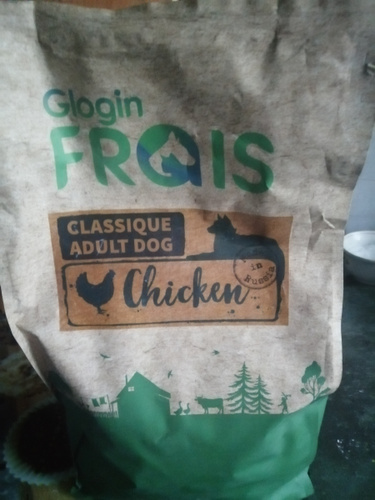 Glogin
FRAIS
CLASSIQUE
ADULT DOG
Chicken